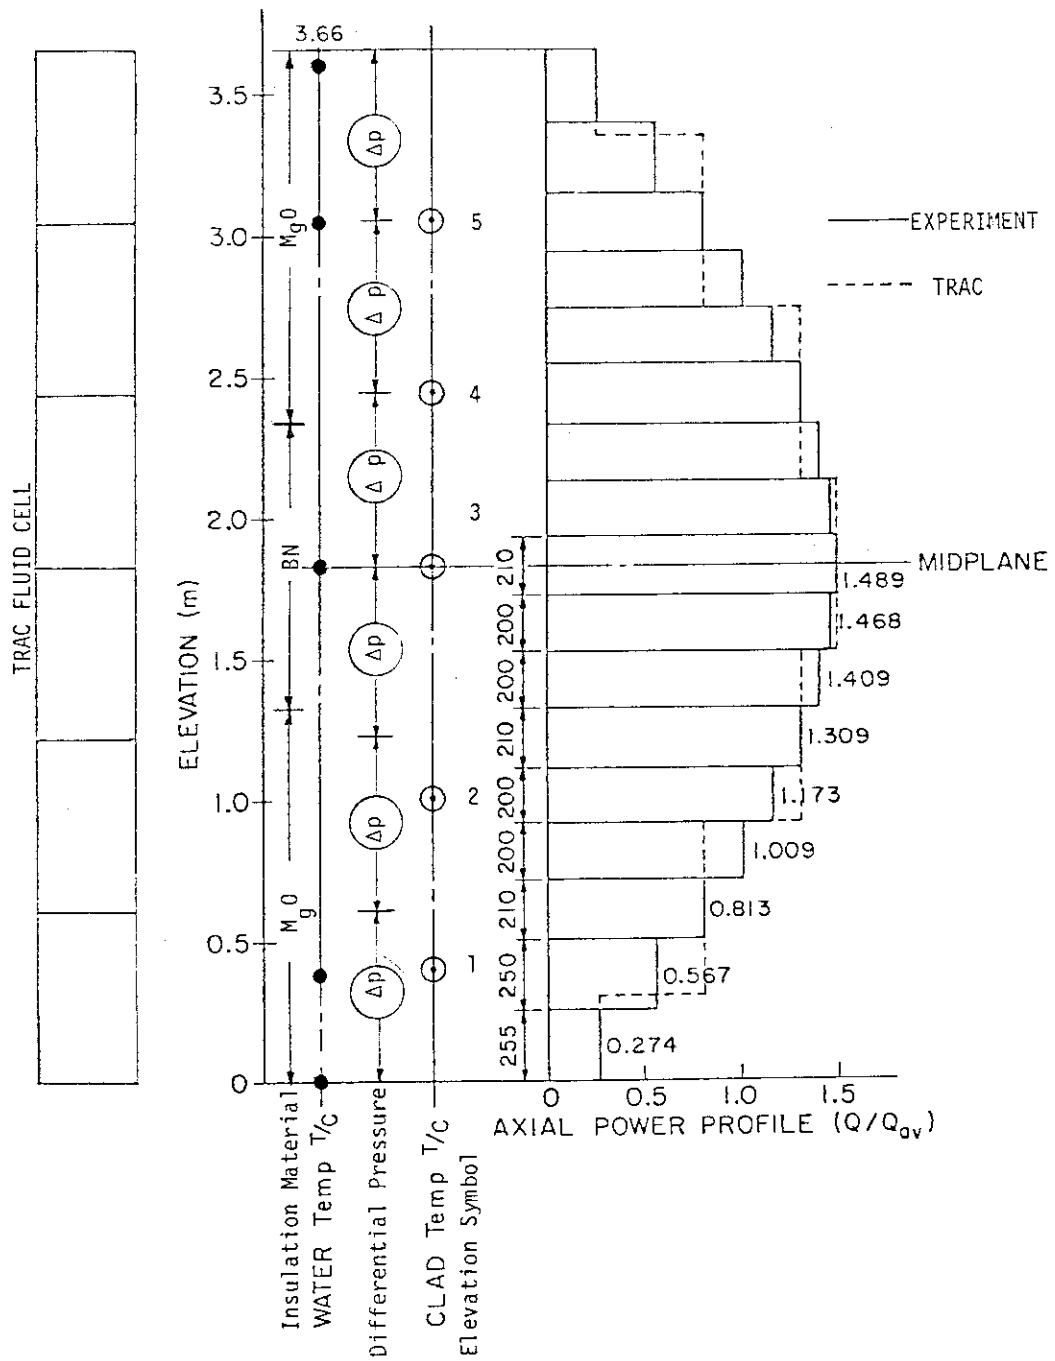 3.66
3.5
3.0
2.5
2.0
1.5
1.0
0.5
0
TRAC FLUID CELL
ELEVATION (m)
MgO
BN
MgO
Δp
Δp
Δp
Δp
Δp
Δp
5
4
3
2
1
210
200
200
210
200
200
210
250
255
EXPERIMENT
TRAC
MIDPLANE
1.489
1.468
1.409
1.309
1.173
1.009
0.813
0.567
0.274
0 0.5 1.0 1.5
AXIAL POWER PROFILE (Q/Qav)
Insulation Material
WATER Temp T/C
Differential Pressure
CLAD Temp T/C
Elevation Symbol